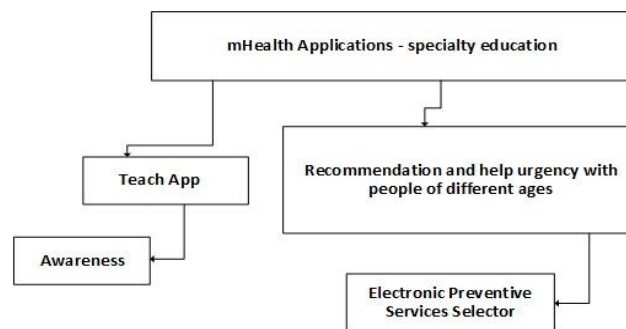 mHealth Applications - specialty education
Teach App
Recommendation and help urgency with
people of different ages
Awareness
Electronic Preventive
Services Selector